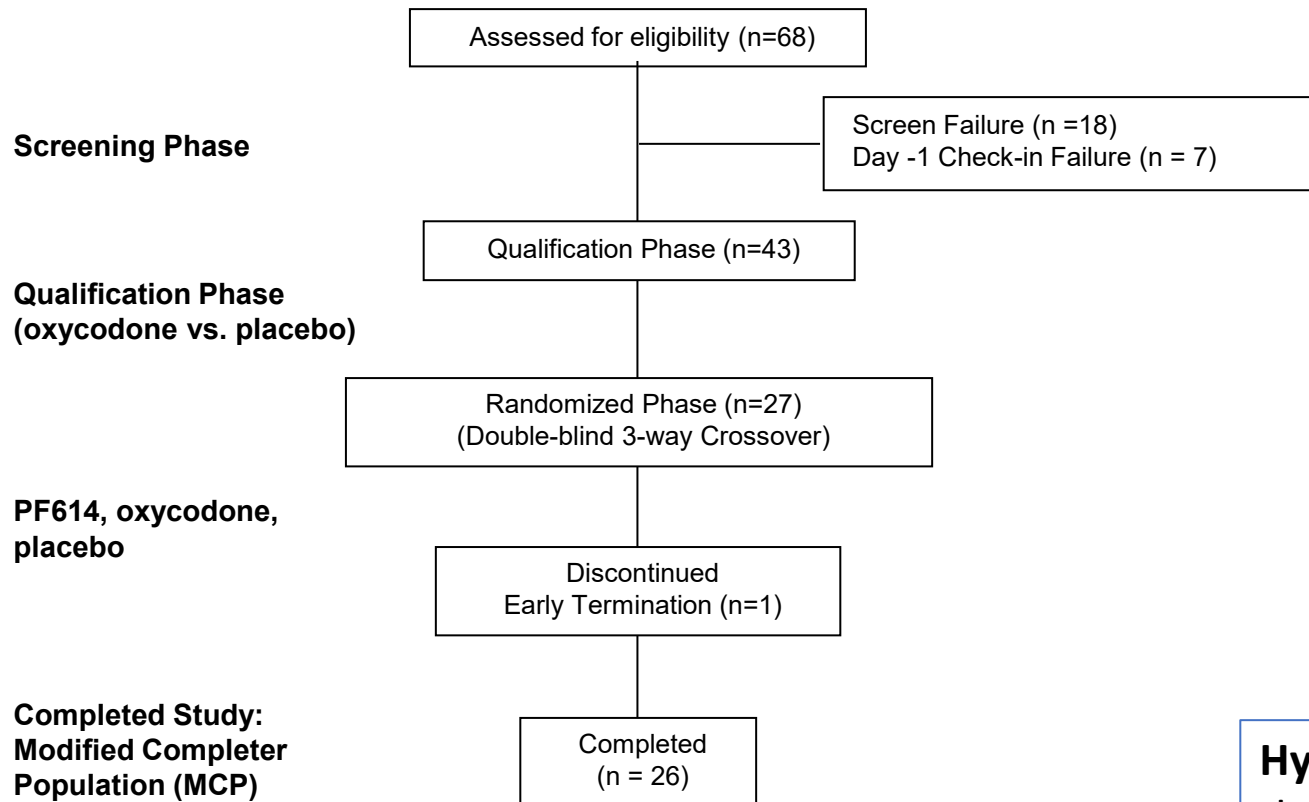 Assessed for eligibility (n=68)
Screening Phase
Screen Failure (n =18)
Day -1 Check-in Failure (n = 7)
Qualification Phase (n=43)
Qualification Phase
(oxycodone vs. placebo)
Randomized Phase (n=27)
(Double-blind 3-way Crossover)
PF614, oxycodone,
placebo
Discontinued
Early Termination (n=1)
Completed Study:
Modified Completer
Population (MCP)
Completed
(n = 26)
Hy